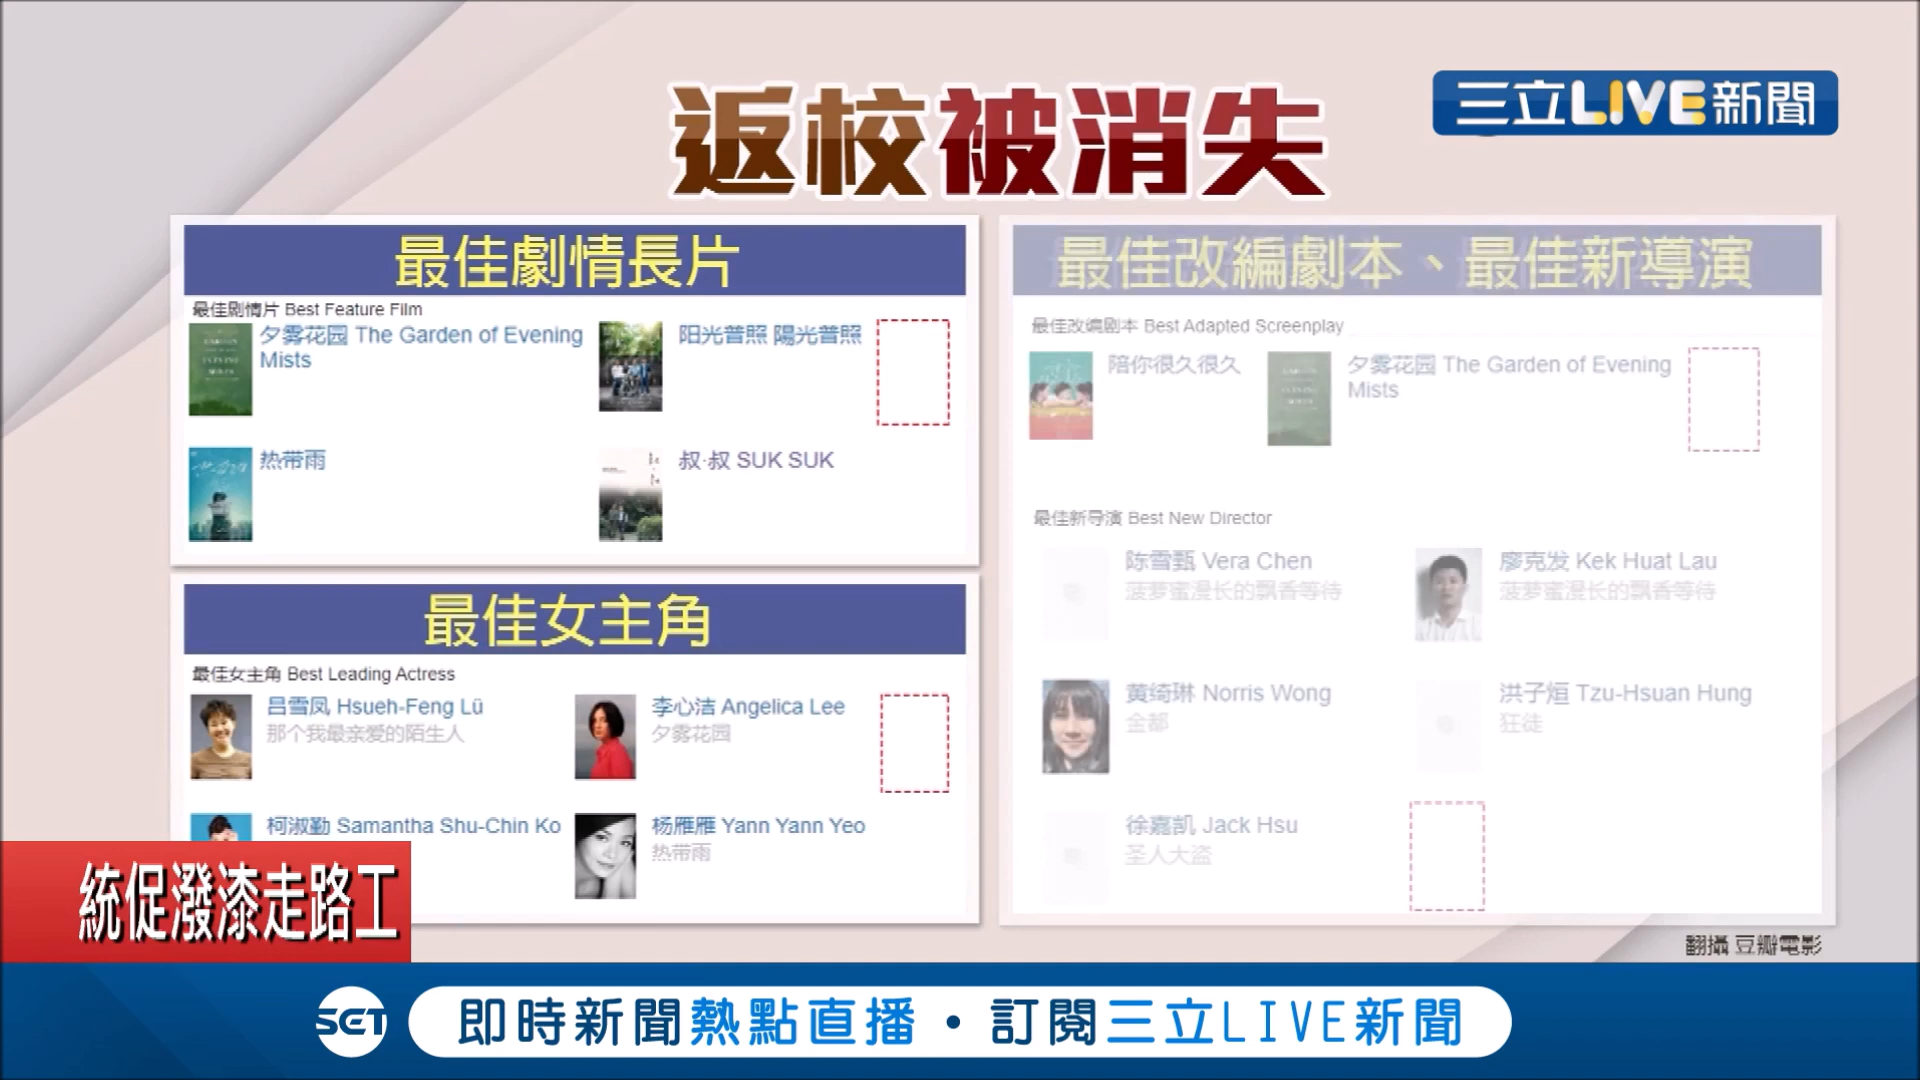 返校被消失
三立LIVE新聞
最佳劇情長片
最佳剧情片 Best Feature Film
夕雾花园 The Garden of Evening
Mists
阳光普照 陽光普照
热带雨
叔·叔 SUK SUK
最佳女主角
最佳女主角 Best Leading Actress
吕雪凤 Hsueh-Feng Lü
那个我最亲爱的陌生人
李心洁 Angelica Lee
夕雾花园
柯淑勤 Samantha Shu-Chin Ko
杨雁雁 Yann Yann Yeo
热带雨
最佳改編劇本、最佳新導演
最佳改编剧本 Best Adapted Screenplay
陪你很久很久
夕雾花园 The Garden of Evening
Mists
最佳新导演 Best New Director
陈雪甄 Vera Chen
菠萝蜜漫长的飘香等待
廖克发 Kek Huat Lau
菠萝蜜漫长的飘香等待
黄绮琳 Norris Wong
金都
洪子烜 Tzu-Hsuan Hung
狂徒
徐嘉凯 Jack Hsu
圣人大盗
翻攝 豆瓣電影
統促潑漆走路工
SET
即時新聞熱點直播・訂閱三立LIVE新聞